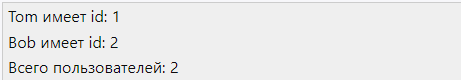 Tom имеет id: 1
Bob имеет id: 2
Всего пользователей: 2